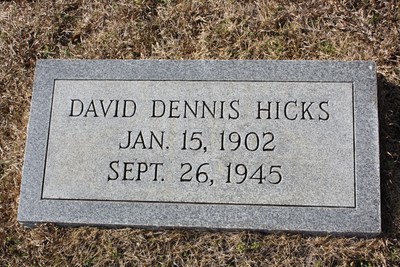 DAVID DENNIS HICKS
JAN. 15, 1902
SEPT. 26, 1945